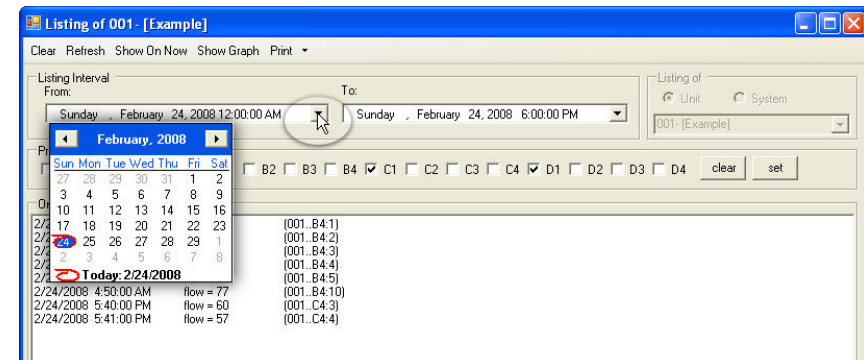 Listing of 001- [Example]
Clear Refresh Show On Now Show Graph Print
Listing Interval
From:
To:
Listing of
Sunday , February 24, 2008 12:00:00 AM
Sunday , February 24, 2008 6:00:00 PM
Unit System
001- [Example]
February, 2008
Sun Mon Tue Wed Thu Fri Sat
27 28 29 30 31 1 2
3 4 5 6 7 8 9
10 11 12 13 14 15 16
17 18 19 20 21 22 23
24 25 26 27 28 29 1
2 3 4 5 6 7 8
Today: 2/24/2008
B2 B3 B4 C1 C2 C3 C4 D1 D2 D3 D4 clear set
(001..B4:1)
(001..B4:2)
(001..B4:3)
(001..B4:4)
(001..B4:5)
2/24/2008 4:50:00 AM flow = 77 (001..B4:10)
2/24/2008 5:40:00 PM flow = 60 (001..C4:3)
2/24/2008 5:41:00 PM flow = 57 (001..C4:4)